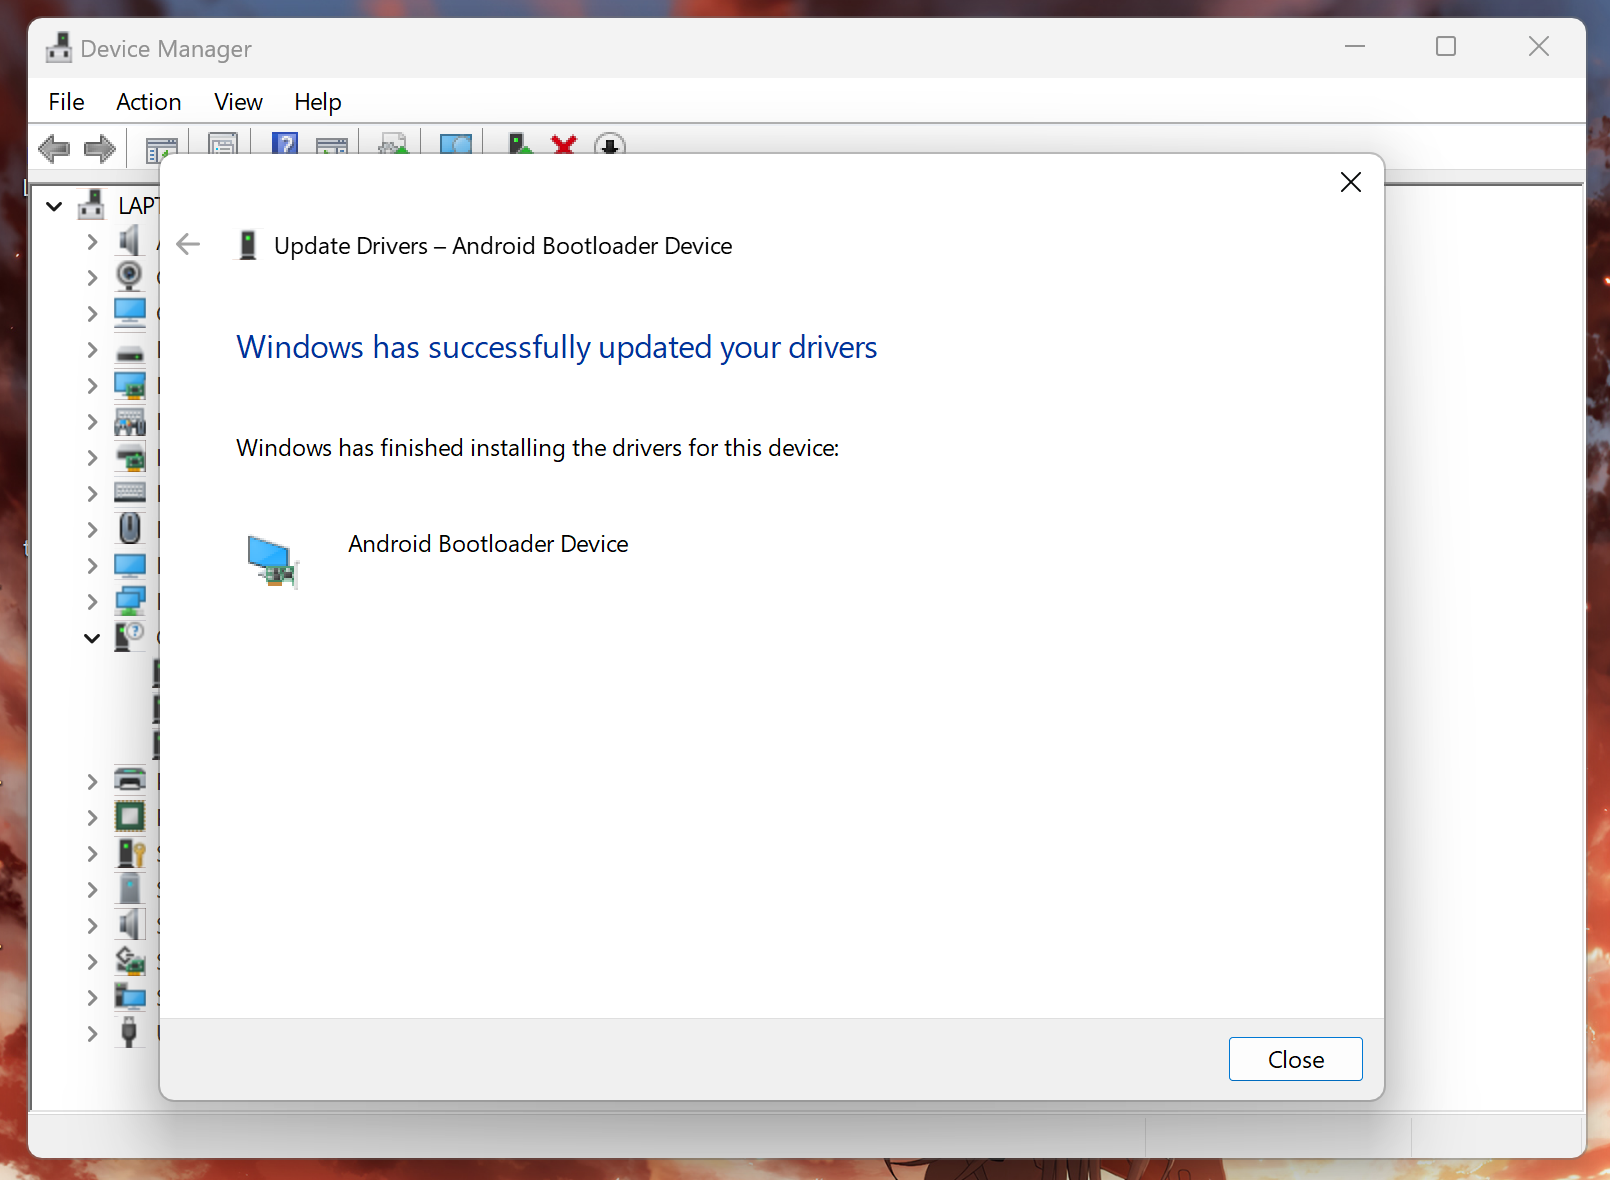 Device Manager
File Action View Help
LAPT
Update Drivers – Android Bootloader Device
Windows has successfully updated your drivers
Windows has finished installing the drivers for this device:
Android Bootloader Device
Close